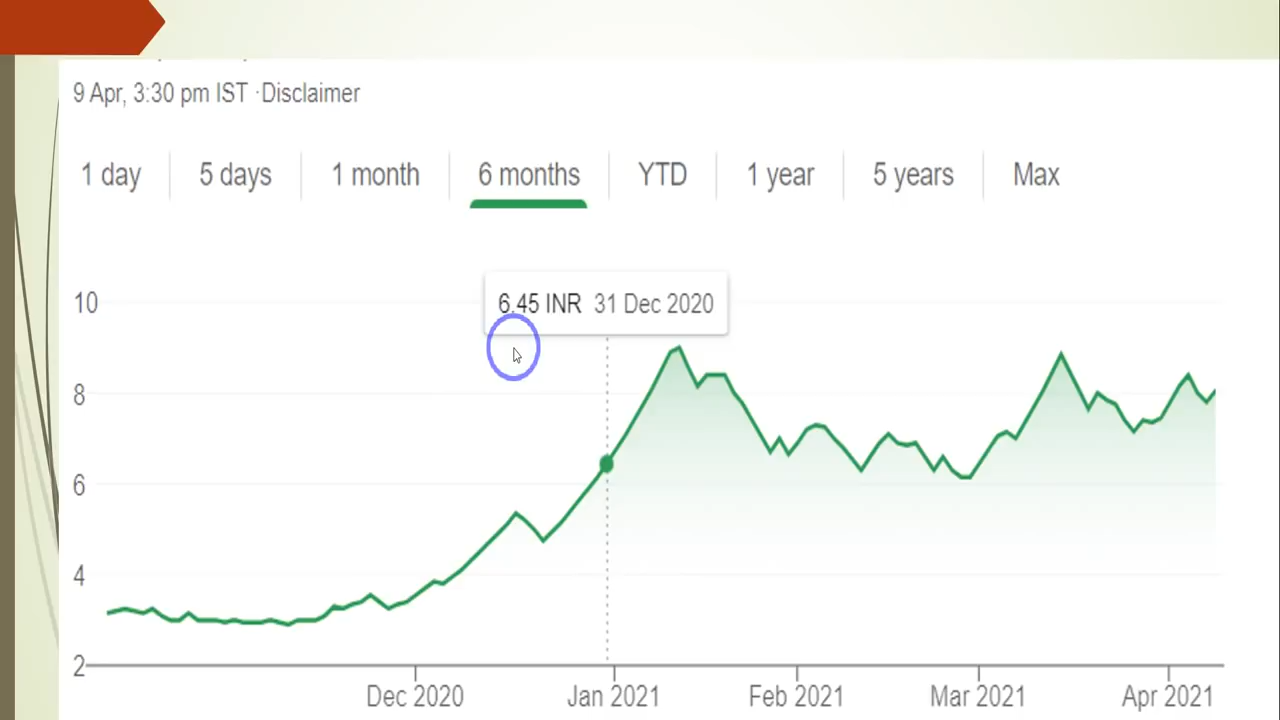 9 Apr, 3:30 pm IST ·Disclaimer
1 day 5 days 1 month 6 months YTD 1 year 5 years Max
10
6.45 INR 31 Dec 2020
8
6
4
2
Dec 2020 Jan 2021 Feb 2021 Mar 2021 Apr 2021